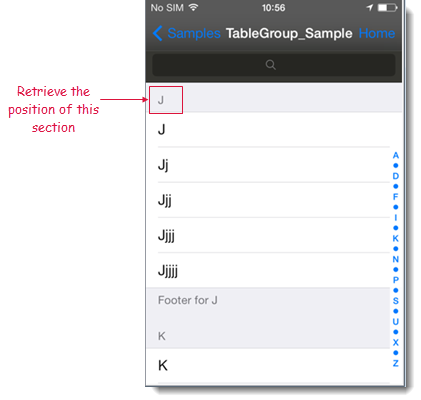 No SIM 10:56
Samples TableGroup_Sample Home
Retrieve the
position of this
section
J
J
Jj
Jjj
Jjjj
Jjjjj
Footer for J
K
K
A
D
F
I
K
N
P
S
U
X
Z